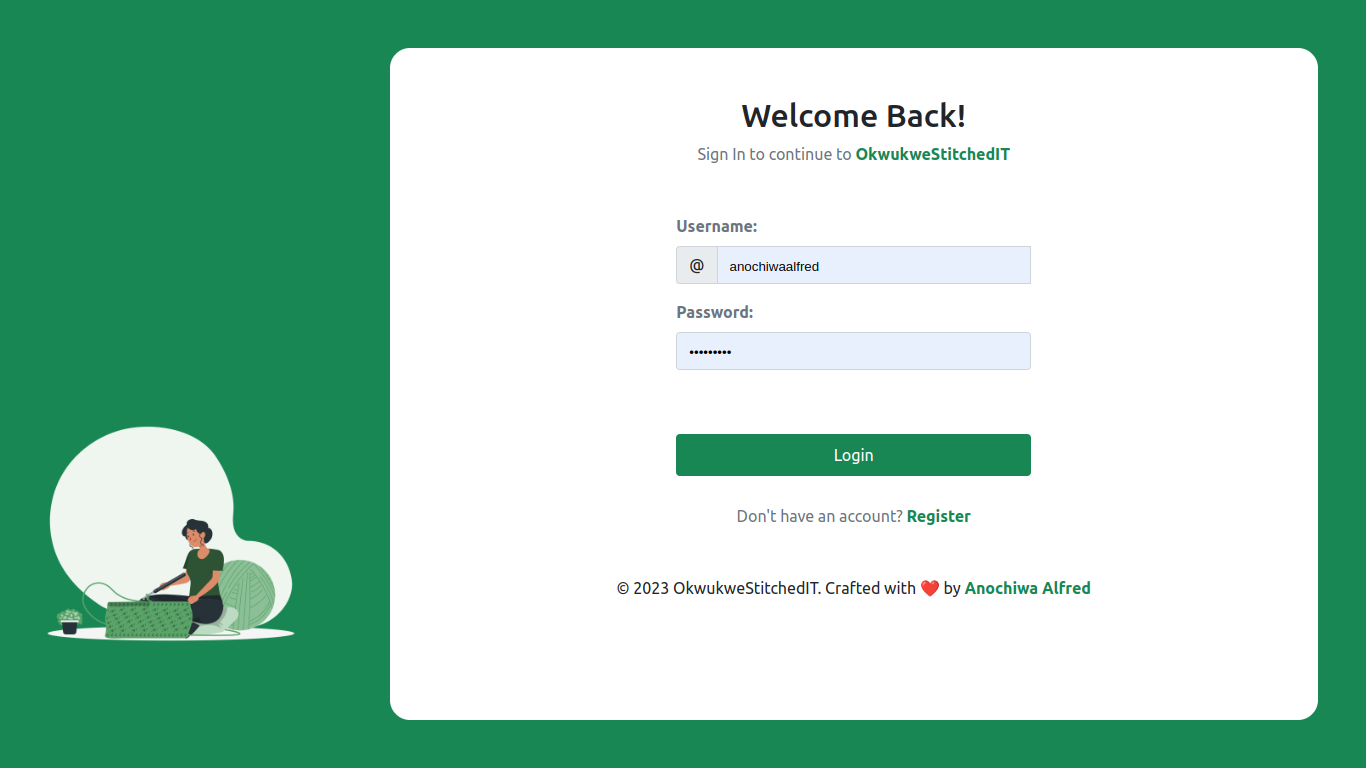 Welcome Back!
Sign In to continue to OkwukweStitchedIT
Username:
@ anochiwaalfred
Password:
•••••••••
Login
Don't have an account? Register
© 2023 OkwukweStitchedIT. Crafted with ❤️ by Anochiwa Alfred